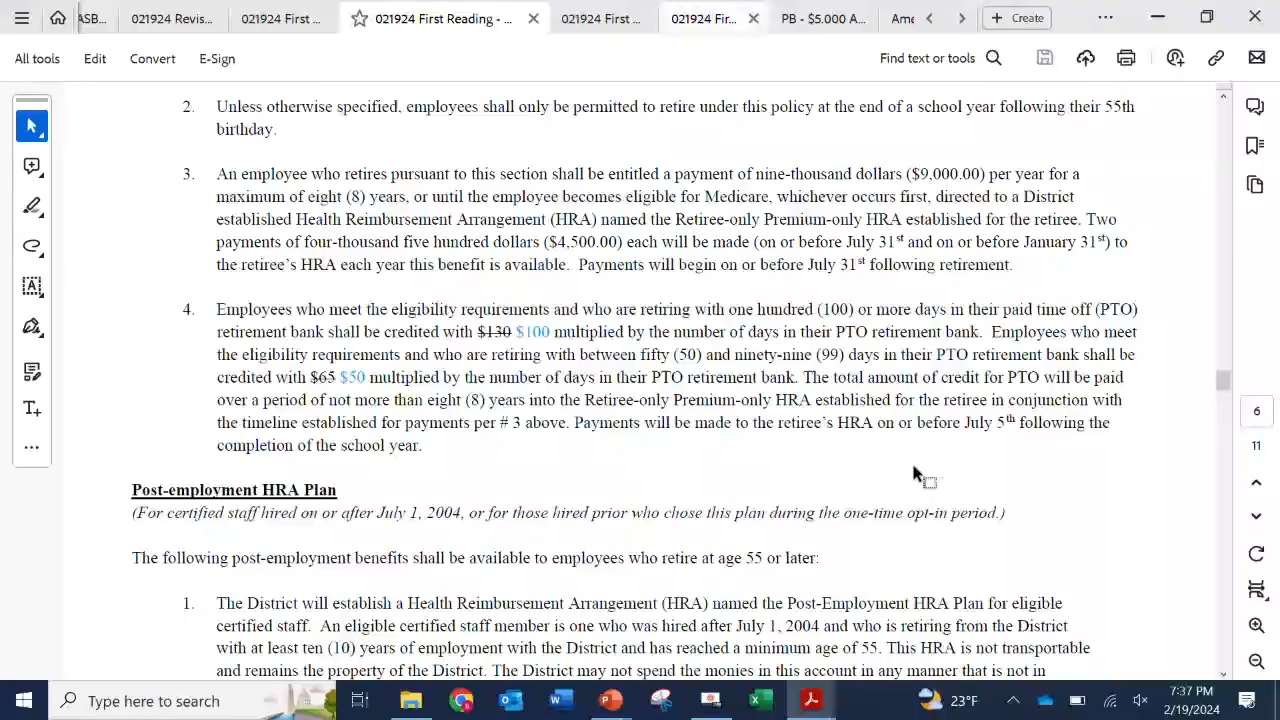 ASB...
021924 Revis...
021924 First ...
021924 First Reading - ...
021924 First ...
021924 Fir...
PB - $5.000 A...
Ame
Create
All tools
Edit
Convert
E-Sign
Find text or tools
2. Unless otherwise specified, employees shall only be permitted to retire under this policy at the end of a school year following their 55th
birthday.
3. An employee who retires pursuant to this section shall be entitled a payment of nine-thousand dollars ($9,000.00) per year for a
maximum of eight (8) years, or until the employee becomes eligible for Medicare, whichever occurs first, directed to a District
established Health Reimbursement Arrangement (HRA) named the Retiree-only Premium-only HRA established for the retiree. Two
payments of four-thousand five hundred dollars ($4,500.00) each will be made (on or before July 31st and on or before January 31st) to
the retiree's HRA each year this benefit is available. Payments will begin on or before July 31st following retirement.
4. Employees who meet the eligibility requirements and who are retiring with one hundred (100) or more days in their paid time off (PTO)
retirement bank shall be credited with $130 $100 multiplied by the number of days in their PTO retirement bank. Employees who meet
the eligibility requirements and who are retiring with between fifty (50) and ninety-nine (99) days in their PTO retirement bank shall be
credited with $65 $50 multiplied by the number of days in their PTO retirement bank. The total amount of credit for PTO will be paid
over a period of not more than eight (8) years into the Retiree-only Premium-only HRA established for the retiree in conjunction with
the timeline established for payments per # 3 above. Payments will be made to the retiree's HRA on or before July 5th following the
completion of the school year.
6
11
Post-employment HRA Plan
(For certified staff hired on or after July 1, 2004, or for those hired prior who chose this plan during the one-time opt-in period.)
The following post-employment benefits shall be available to employees who retire at age 55 or later:
1. The District will establish a Health Reimbursement Arrangement (HRA) named the Post-Employment HRA Plan for eligible
certified staff. An eligible certified staff member is one who was hired after July 1, 2004 and who is retiring from the District
with at least ten (10) years of employment with the District and has reached a minimum age of 55. This HRA is not transportable
and remains the property of the District. The District may not spend the monies in this account in any manner that is not in
Type here to search
23°F
7:37 PM
2/19/2024